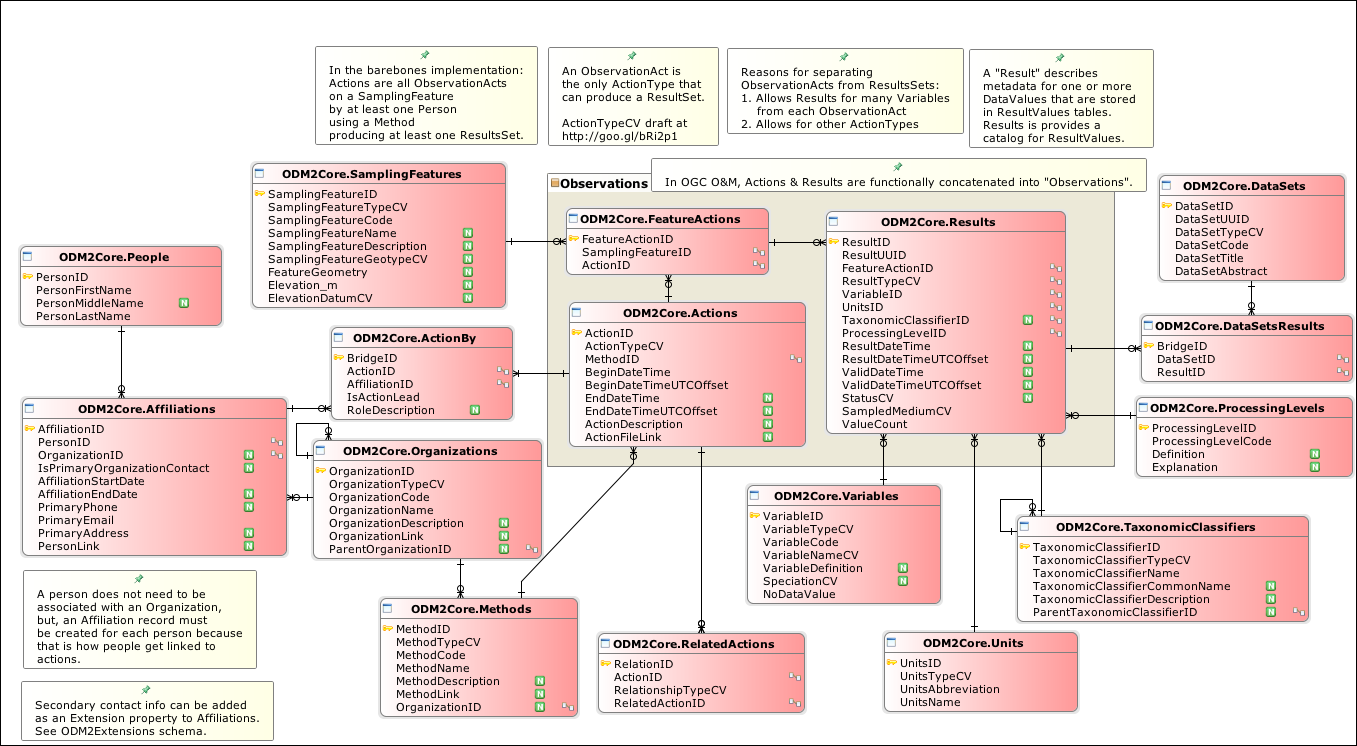 In the barebones implementation:
Actions are all ObservationActs
on a SamplingFeature
by at least one Person
using a Method
producing at least one ResultsSet.
An ObservationAct is
the only ActionType that
can produce a ResultSet.
ActionTypeCV draft at
http://goo.gl/bRi2p1
Reasons for separating
ObservationActs from ResultsSets:
1. Allows Results for many Variables
from each ObservationAct
2. Allows for other ActionTypes
A "Result" describes
metadata for one or more
DataValues that are stored
in ResultValues tables.
Results is provides a
catalog for ResultValues.
Observations
In OGC O&M, Actions & Results are functionally concatenated into "Observations".
ODM2Core.SamplingFeatures
SamplingFeatureID
SamplingFeatureTypeCV
SamplingFeatureCode
SamplingFeatureName N
SamplingFeatureDescription N
SamplingFeatureGeotypeCV N
FeatureGeometry N
Elevation_m N
ElevationDatumCV N
ODM2Core.FeatureActions
FeatureActionID
SamplingFeatureID
ActionID
ODM2Core.Results
ResultID
ResultUUID
FeatureActionID
ResultTypeCV
VariableID
UnitsID
TaxonomicClassifierID N
ProcessingLevelID
ResultDateTime N
ResultDateTimeUTCOffset N
ValidDateTime N
ValidDateTimeUTCOffset N
StatusCV N
SampledMediumCV
ValueCount
ODM2Core.DataSets
DataSetID
DataSetUUID
DataSetTypeCV
DataSetCode
DataSetTitle
DataSetAbstract
ODM2Core.People
PersonID
PersonFirstName
PersonMiddleName N
PersonLastName
ODM2Core.ActionBy
BridgeID
ActionID
AffiliationID
IsActionLead
RoleDescription N
ODM2Core.Actions
ActionID
ActionTypeCV
MethodID
BeginDateTime
BeginDateTimeUTCOffset
EndDateTime N
EndDateTimeUTCOffset N
ActionDescription N
ActionFileLink N
ODM2Core.DataSetsResults
BridgeID
DataSetID
ResultID
ODM2Core.Affiliations
AffiliationID
PersonID
OrganizationID N
IsPrimaryOrganizationContact N
AffiliationStartDate
AffiliationEndDate N
PrimaryPhone N
PrimaryEmail
PrimaryAddress N
PersonLink N
ODM2Core.Organizations
OrganizationID
OrganizationTypeCV
OrganizationCode
OrganizationName
OrganizationDescription N
OrganizationLink N
ParentOrganizationID N
ODM2Core.ProcessingLevels
ProcessingLevelID
ProcessingLevelCode
Definition N
Explanation N
ODM2Core.Variables
VariableID
VariableTypeCV
VariableCode
VariableNameCV
VariableDefinition N
SpeciationCV N
NoDataValue
ODM2Core.TaxonomicClassifiers
TaxonomicClassifierID
TaxonomicClassifierTypeCV
TaxonomicClassifierName
TaxonomicClassifierCommonName N
TaxonomicClassifierDescription N
ParentTaxonomicClassifierID N
A person does not need to be
associated with an Organization,
but, an Affiliation record must
be created for each person because
that is how people get linked to
actions.
ODM2Core.Methods
MethodID
MethodTypeCV
MethodCode
MethodName
MethodDescription N
MethodLink N
OrganizationID N
ODM2Core.RelatedActions
RelationID
ActionID
RelationshipTypeCV
RelatedActionID
ODM2Core.Units
UnitsID
UnitsTypeCV
UnitsAbbreviation
UnitsName
Secondary contact info can be added
as an Extension property to Affiliations.
See ODM2Extensions schema.